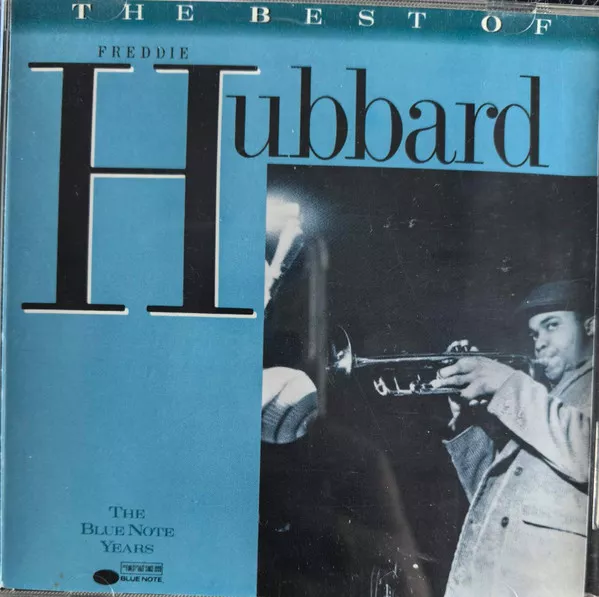 THE BEST OF
FREDDIE
Hubbard
THE
BLUE NOTE
YEARS
BLUE NOTE